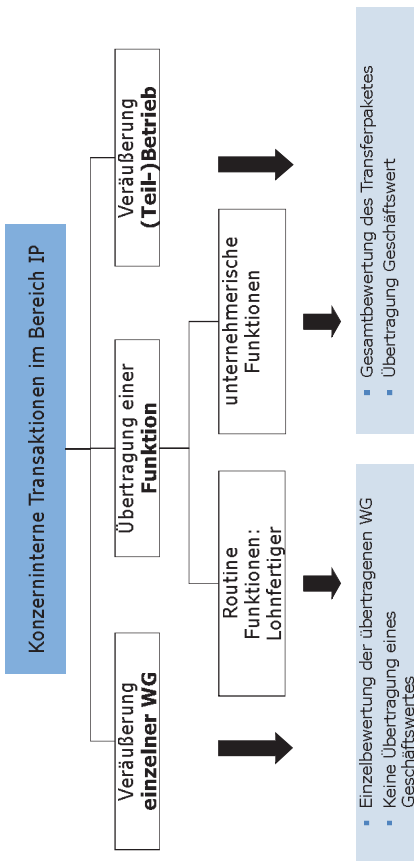 Konzerninterne Transaktionen im Bereich IP
Veräußerung
einzelner WG
Übertragung einer
Funktion
Veräußerung
(Teil-)Betrieb
Routine
Funktionen:
Lohnfertiger
unternehmerische
Funktionen
▪ Einzelbewertung der übertragenen WG
▪ Keine Übertragung eines
Geschäftswertes
▪ Gesamtbewertung des Transferpaketes
▪ Übertragung Geschäftswert